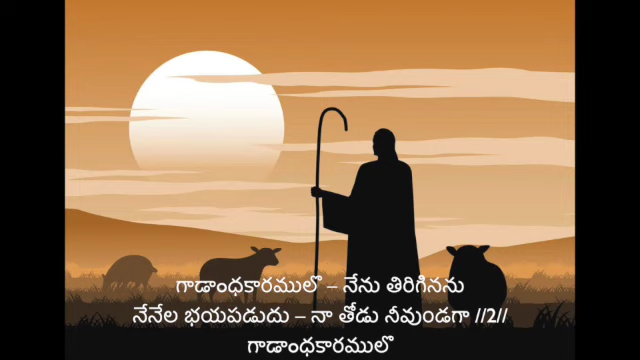 గాడాంధకారములొ – నేను తిరిగినను
నేనేల భయపడుదు – నా తోడు నీవుండగా //2//
గాడాంధకారములొ